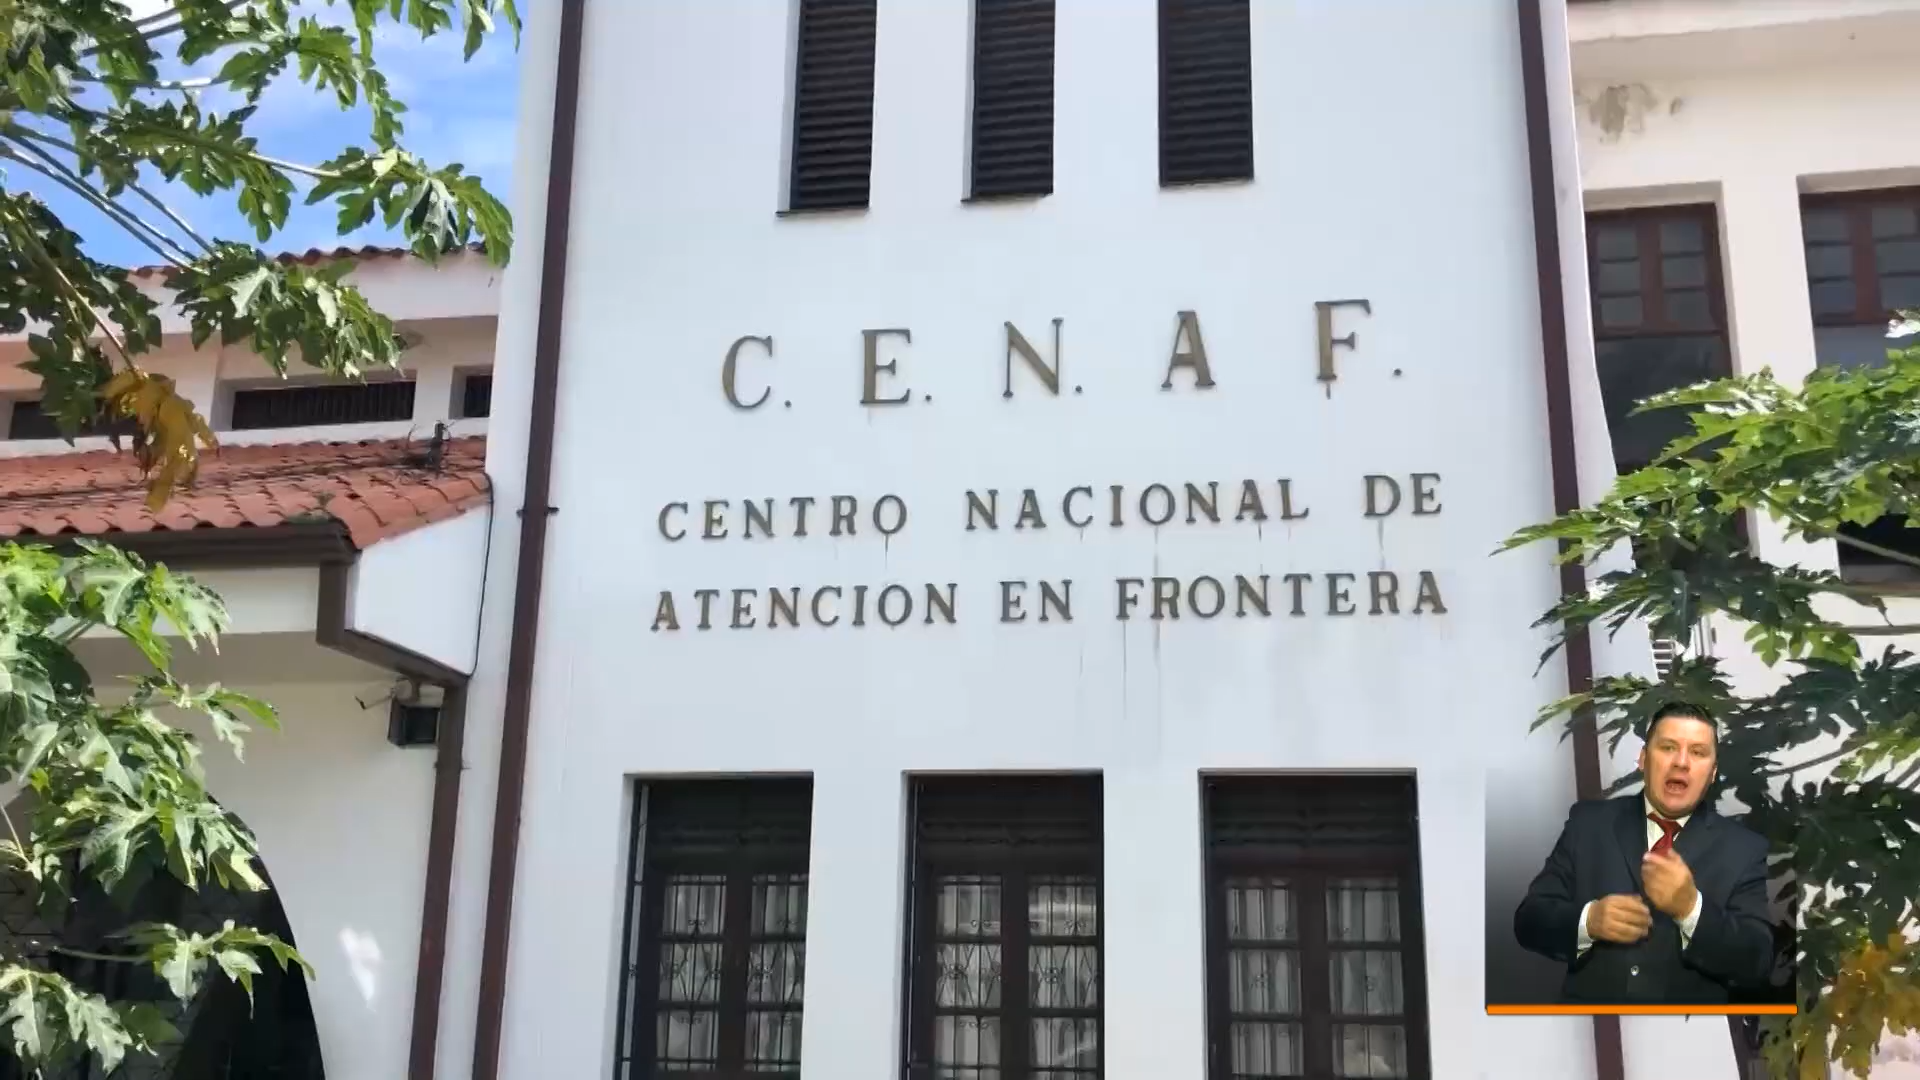 C. E. N. A F.
CENTRO NACIONAL DE
ATENCION EN FRONTERA